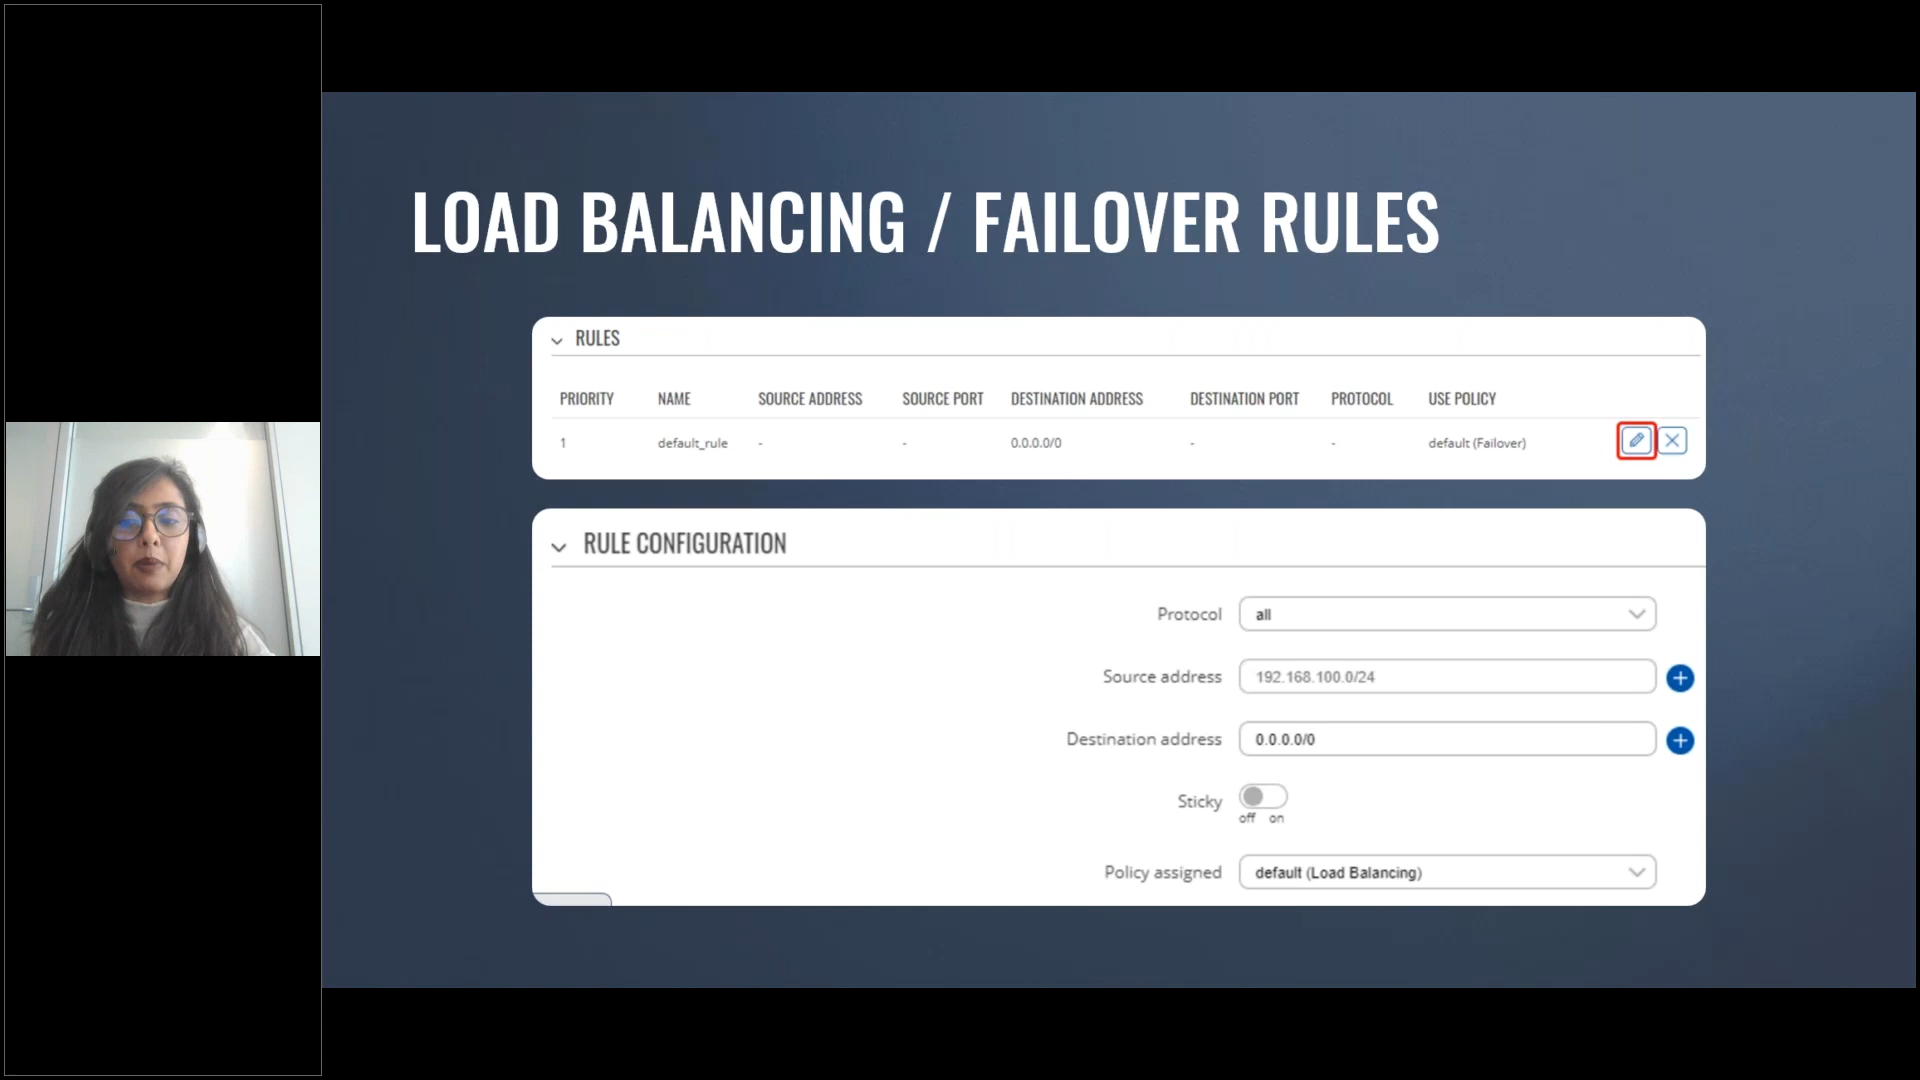 LOAD BALANCING / FAILOVER RULES
RULES
PRIORITY NAME SOURCE ADDRESS SOURCE PORT DESTINATION ADDRESS DESTINATION PORT PROTOCOL USE POLICY
1 default_rule - - 0.0.0.0/0 - - default (Failover)
RULE CONFIGURATION
Protocol all
Source address 192.168.100.0/24
Destination address 0.0.0.0/0
Sticky
off on
Policy assigned default (Load Balancing)